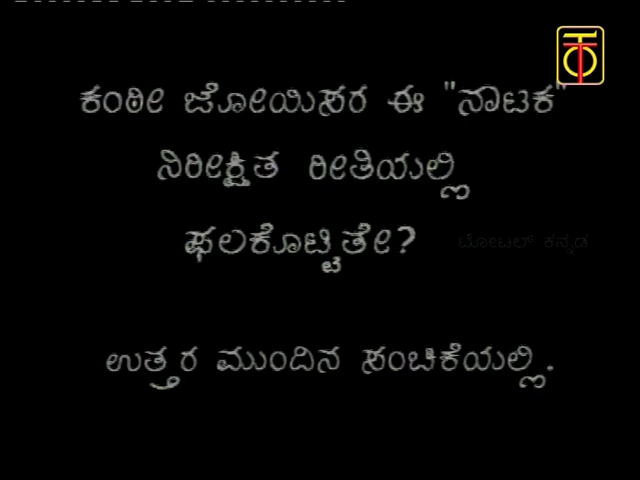 ಕಂಠೀ ಜೋಯಿಸರ ಈ "ನಾಟಕ"
ನಿರೀಕ್ಷಿತ ರೀತಿಯಲ್ಲಿ
ಫಲಕೊಟ್ಟಿತೇ?
ಟೋಟಲ್ ಕನ್ನಡ
ಉತ್ತರ ಮುಂದಿನ ಸಂಚಿಕೆಯಲ್ಲಿ.